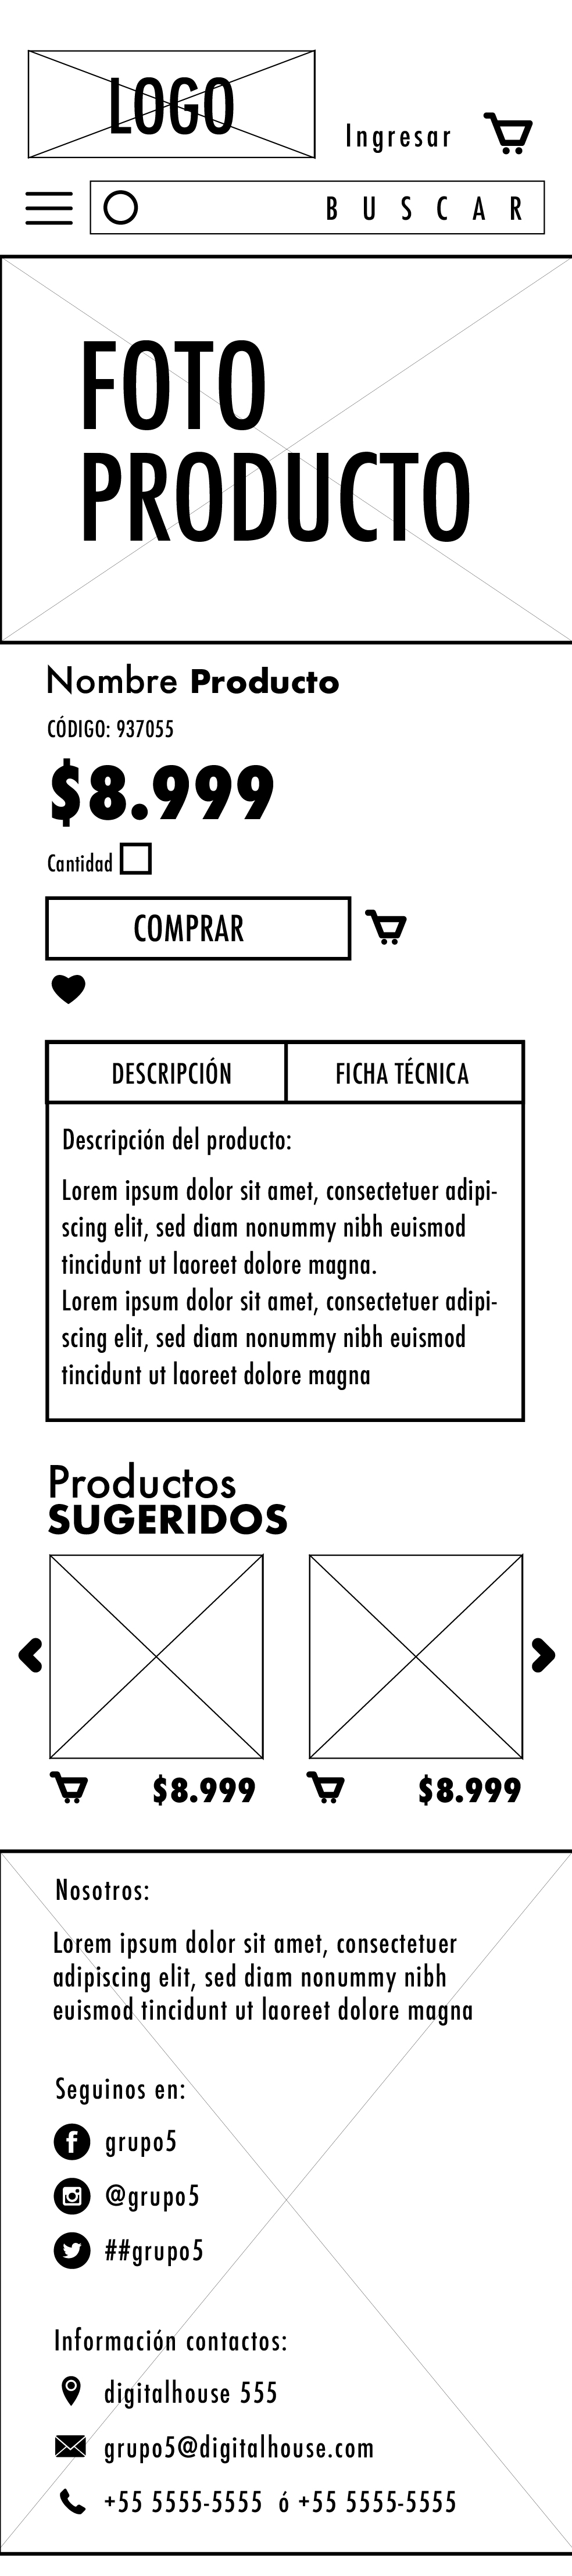 LOGO
Ingresar
BUSCAR
FOTO
PRODUCTO
Nombre Producto
CÓDIGO: 937055
$8.999
Cantidad
COMPRAR
DESCRIPCIÓN
FICHA TÉCNICA
Descripción del producto:
Lorem ipsum dolor sit amet, consectetuer adipi-
scing elit, sed diam nonummy nibh euismod
tincidunt ut laoreet dolore magna.
Lorem ipsum dolor sit amet, consectetuer adipi-
scing elit, sed diam nonummy nibh euismod
tincidunt ut laoreet dolore magna
Productos
SUGERIDOS
$8.999
$8.999
Nosotros:
Lorem ipsum dolor sit amet, consectetuer
adipiscing elit, sed diam nonummy nibh
euismod tincidunt ut laoreet dolore magna
Seguinos en:
grupo5
@grupo5
##grupo5
Información contactos:
digitalhouse 555
grupo5@digitalhouse.com
+55 5555-5555 ó +55 5555-5555